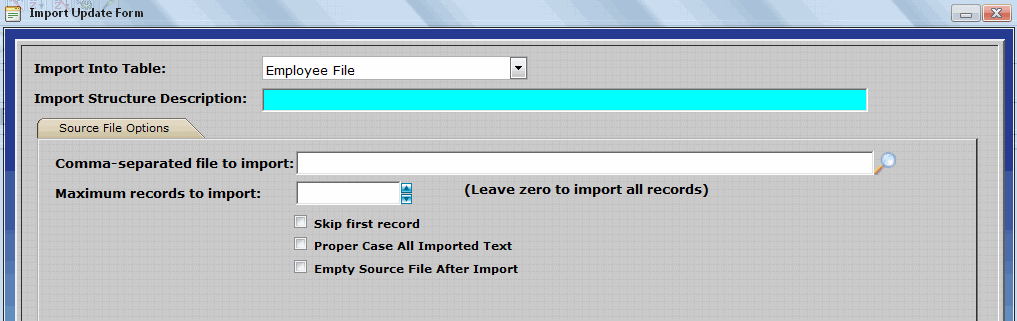 Import Update Form
Import Into Table: Employee File
Import Structure Description:
Source File Options
Comma-separated file to import:
Maximum records to import: (Leave zero to import all records)
Skip first record
Proper Case All Imported Text
Empty Source File After Import